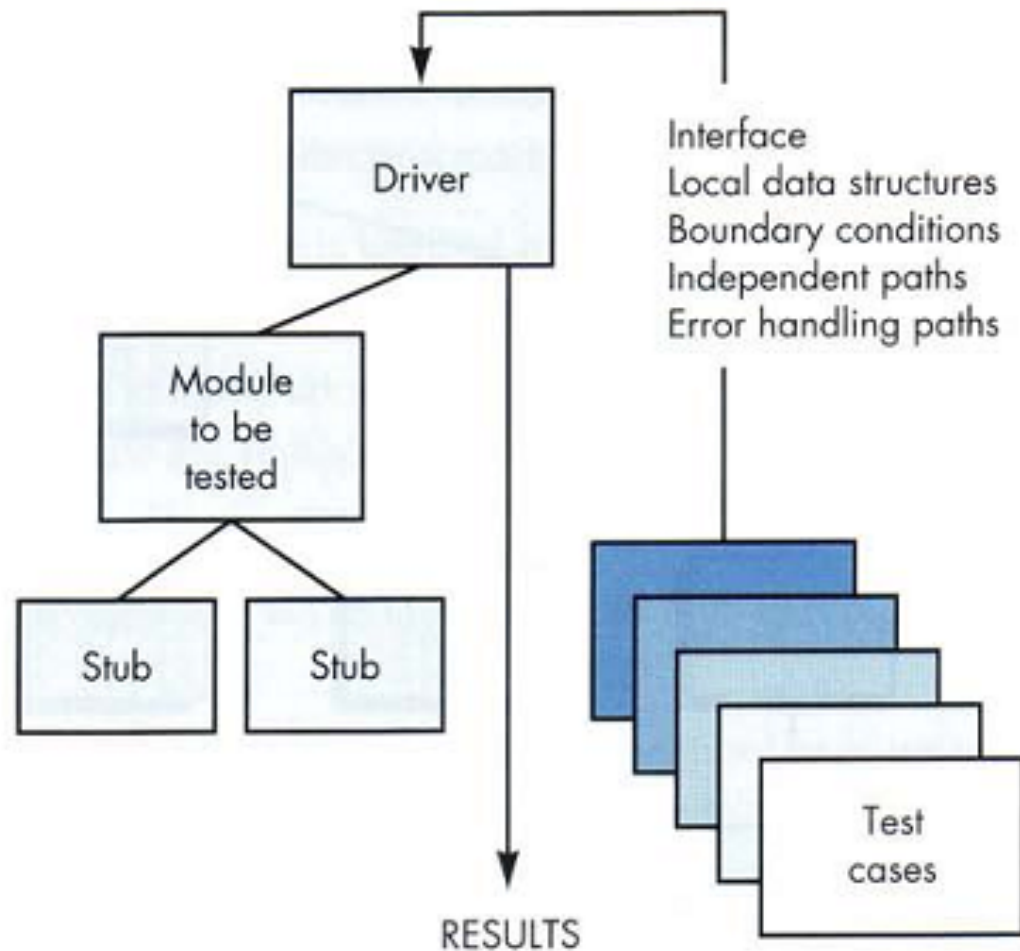 Driver
Interface
Local data structures
Boundary conditions
Independent paths
Error handling paths
Module
to be
tested
Stub
Stub
Test
cases
RESULTS